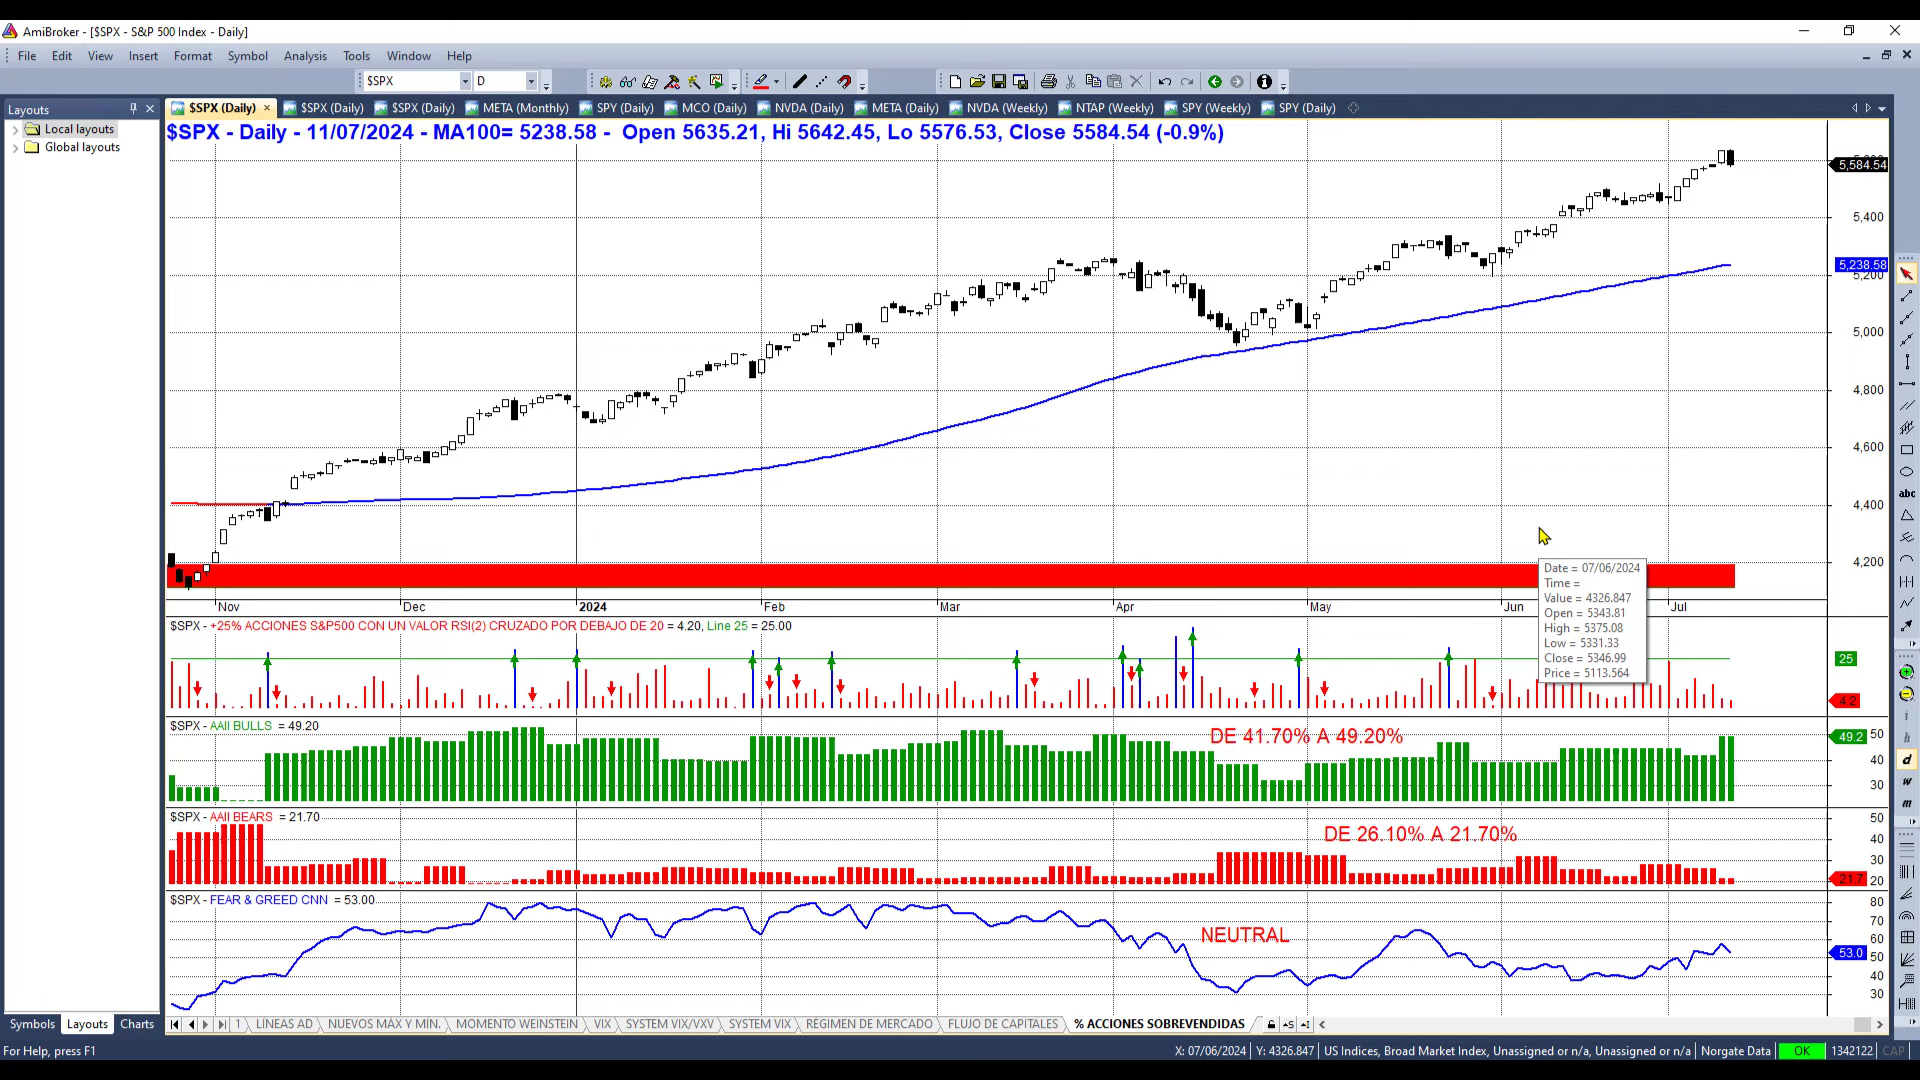 AmiBroker - [$SPX - S&P 500 Index - Daily]
File Edit View Insert Format Symbol Analysis Tools Window Help
$SPX D
Layouts
Local layouts
Global layouts
$SPX (Daily) $SPX (Daily) $SPX (Daily) META (Monthly) SPY (Daily) MCO (Daily) NVDA (Daily) META (Daily) NVDA (Weekly) NTAP (Weekly) SPY (Weekly) SPY (Daily)
$SPX - Daily - 11/07/2024 - MA100= 5238.58 - Open 5635.21, Hi 5642.45, Lo 5576.53, Close 5584.54 (-0.9%)
5,584.54
5,400
5,238.58
5,200
5,000
4,800
4,600
4,400
4,200
Date = 07/06/2024
Time =
Value = 4326.847
Open = 5343.81
High = 5375.08
Low = 5331.33
Close = 5346.99
Price = 5113.564
Nov Dec 2024 Feb Mar Apr May Jun Jul
$SPX - +25% ACCIONES S&P500 CON UN VALOR RSI(2) CRUZADO POR DEBAJO DE 20 = 4.20, Line 25 = 25.00
25
4.2
$SPX - AAII BULLS = 49.20
DE 41.70% A 49.20%
49.2
50
40
30
$SPX - AAII BEARS = 21.70
DE 26.10% A 21.70%
50
40
30
21.7
20
$SPX - FEAR & GREED CNN = 53.00
NEUTRAL
80
70
60
53.0
50
40
30
abc
i
h
d
w
m
Symbols Layouts Charts
1 LINEAS AD NUEVOS MAX Y MIN. MOMENTO WEINSTEIN VIX SYSTEM VIX/VXV SYSTEM VIX RÉGIMEN DE MERCADO FLUJO DE CAPITALES % ACCIONES SOBREVENDIDAS
For Help, press F1
X: 07/06/2024 Y: 4326.847 US Indices, Broad Market Index, Unassigned or n/a, Unassigned or n/a Norgate Data OK 1342122 CAP